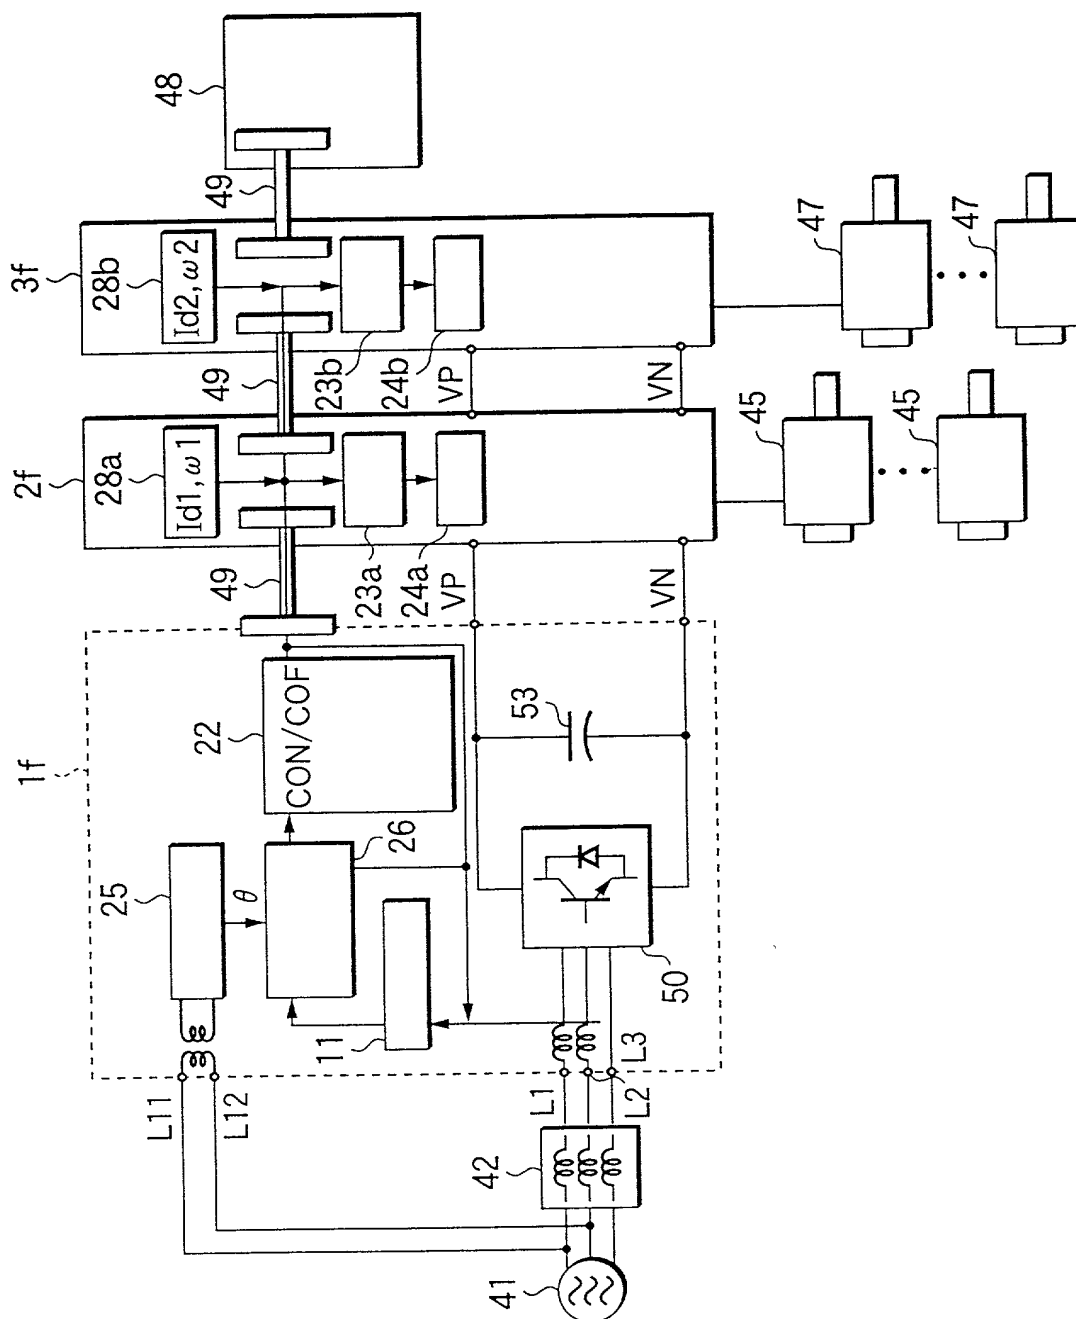 48
49
3f
28b
Id2, ω2
23b
24b
VP
VN
47
47
49
2f
28a
Id1, ω1
23a
24a
VP
VN
45
45
49
1f
22
CON/COF
53
25
θ
26
11
50
L11
L12
L1
L2
L3
42
41